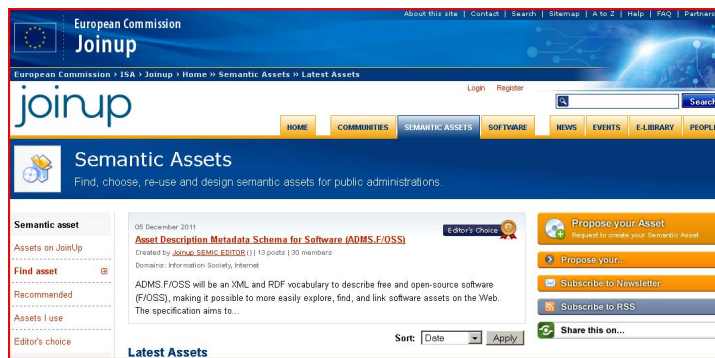 About this site | Contact | Search | Sitemap | A to Z | Help | FAQ | Partners
European Commission
Joinup
European Commission > ISA > Joinup > Home >> Semantic Assets >> Latest Assets
Login Register
joinup
Search
HOME COMMUNITIES SEMANTIC ASSETS SOFTWARE NEWS EVENTS E-LIBRARY PEOPLE
Semantic Assets
Find, choose, re-use and design semantic assets for public administrations.
Semantic asset
Assets on JoinUp
Find asset
Recommended
Assets I use
Editor's choice
05 December 2011
Editor's Choice
Asset Description Metadata Schema for Software (ADMS.F/OSS)
Created by Joinup SEMIC EDITOR () | 13 posts | 30 members
Domains: Information Society, Internet
ADMS.F/OSS will be an XML and RDF vocabulary to describe free and open-source software
(F/OSS), making it possible to more easily explore, find, and link software assets on the Web.
The specification aims to...
Sort: Date Apply
Latest Assets
Propose your Asset
Request to create your Semantic Asset
Propose your...
Subscribe to Newsletter
Subscribe to RSS
Share this on...